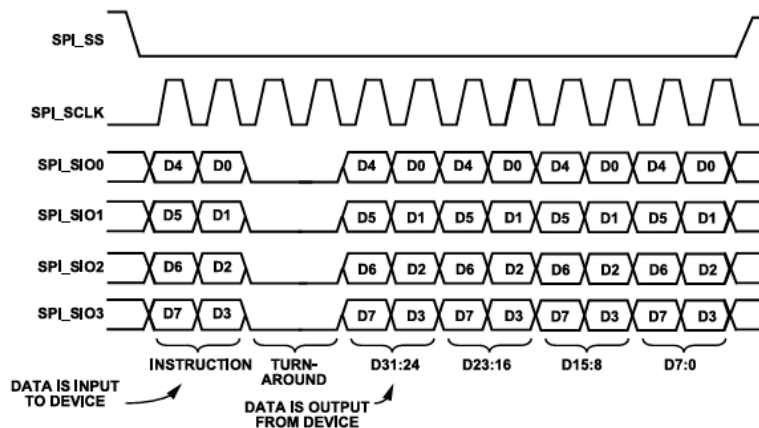 SPI_SS
SPI_SCLK
SPI_SIO0 D4 D0 D4 D0 D4 D0 D4 D0 D4 D0
SPI_SIO1 D5 D1 D5 D1 D5 D1 D5 D1 D5 D1
SPI_SIO2 D6 D2 D6 D2 D6 D2 D6 D2 D6 D2
SPI_SIO3 D7 D3 D7 D3 D7 D3 D7 D3 D7 D3
INSTRUCTION TURN-
AROUND D31:24 D23:16 D15:8 D7:0
DATA IS INPUT
TO DEVICE
DATA IS OUTPUT
FROM DEVICE